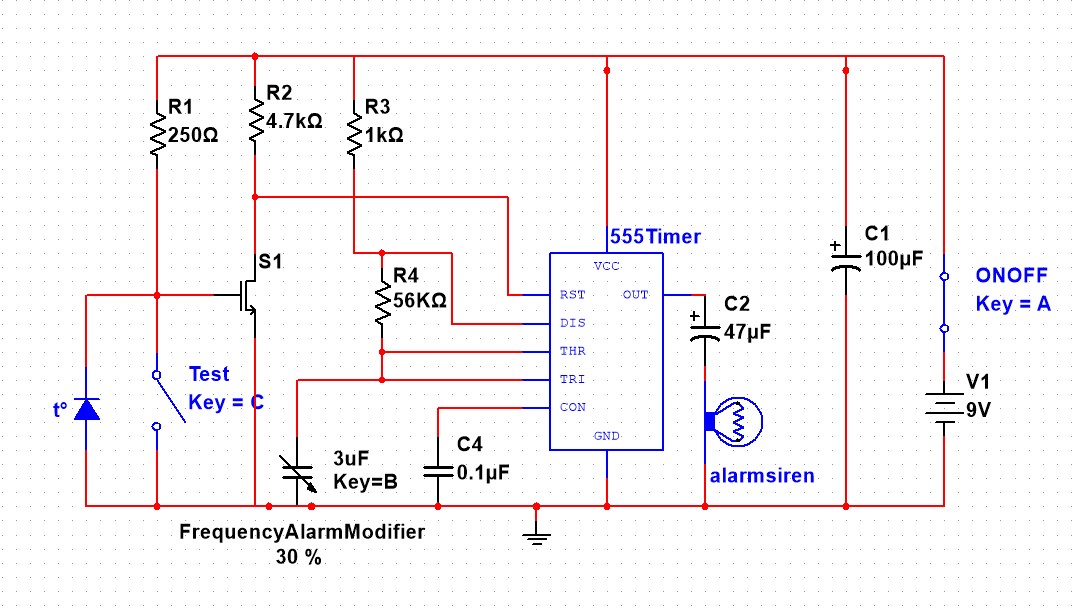 R1
250Ω
R2
4.7kΩ
R3
1kΩ
S1
R4
56KΩ
555Timer
VCC
RST
OUT
DIS
THR
TRI
CON
GND
C2
47µF
C1
100µF
ONOFF
Key = A
V1
9V
Test
Key = C
t°
3uF
Key=B
C4
0.1µF
alarmsiren
FrequencyAlarmModifier
30 %